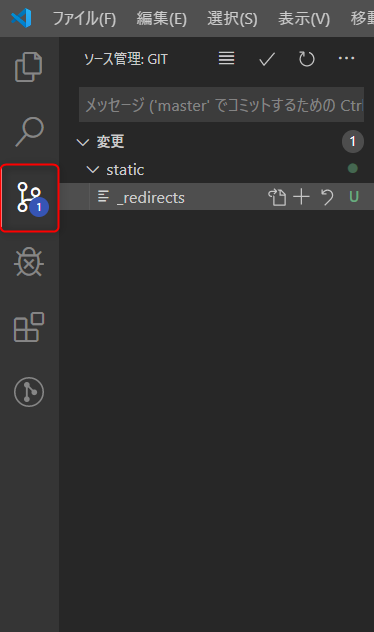 ファイル(F) 編集(E) 選択(S) 表示(V) 移動
ソース管理: GIT
メッセージ ('master' でコミットするための Ctrl
変更 1
static
_redirects U
1